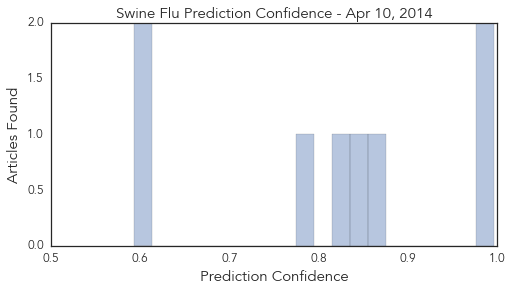 Swine Flu Prediction Confidence - Apr 10, 2014
2.0
1.5
1.0
0.5
0.0
Articles Found
0.5 0.6 0.7 0.8 0.9 1.0
Prediction Confidence